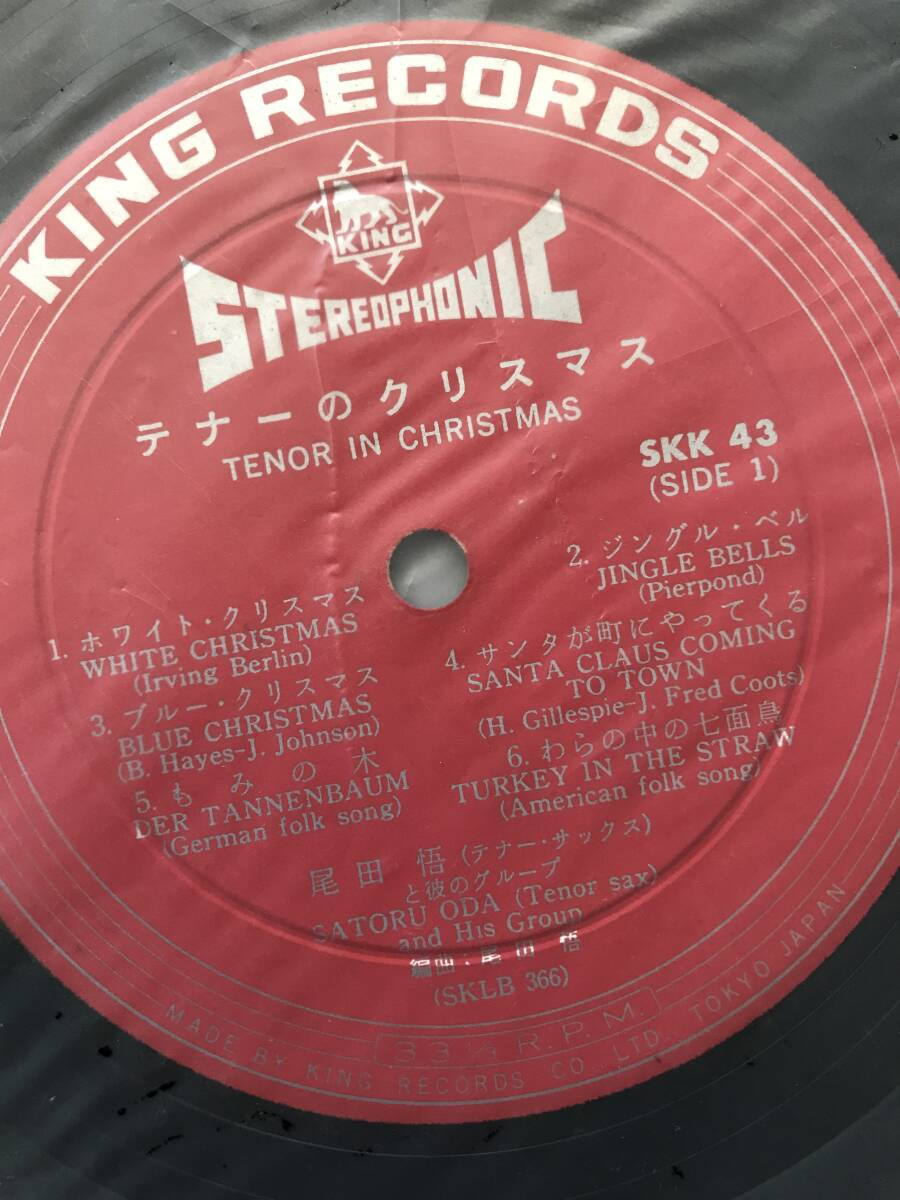 KING RECORDS
KING
STEREOPHONIC
テナーのクリスマス
TENOR IN CHRISTMAS
SKK 43
(SIDE 1)
1. ホワイト・クリスマス
WHITE CHRISTMAS
(Irving Berlin)
2. ジングル・ベル
JINGLE BELLS
(Pierpond)
3. ブルー・クリスマス
BLUE CHRISTMAS
(B. Hayes-J. Johnson)
4. サンタが町にやってくる
SANTA CLAUS COMING
TO TOWN
(H. Gillespie-J. Fred Coots)
5. もみの木
DER TANNENBAUM
(German folk song)
6. わらの中の七面鳥
TURKEY IN THE STRAW
(American folk song)
尾田 悟 (テナー・サックス)
と彼のグループ
SATORU ODA (Tenor sax)
and His Group
編曲：尾田 悟
(SKLB 366)
33⅓ R.P.M.
MADE BY KING RECORDS CO. LTD. TOKYO JAPAN